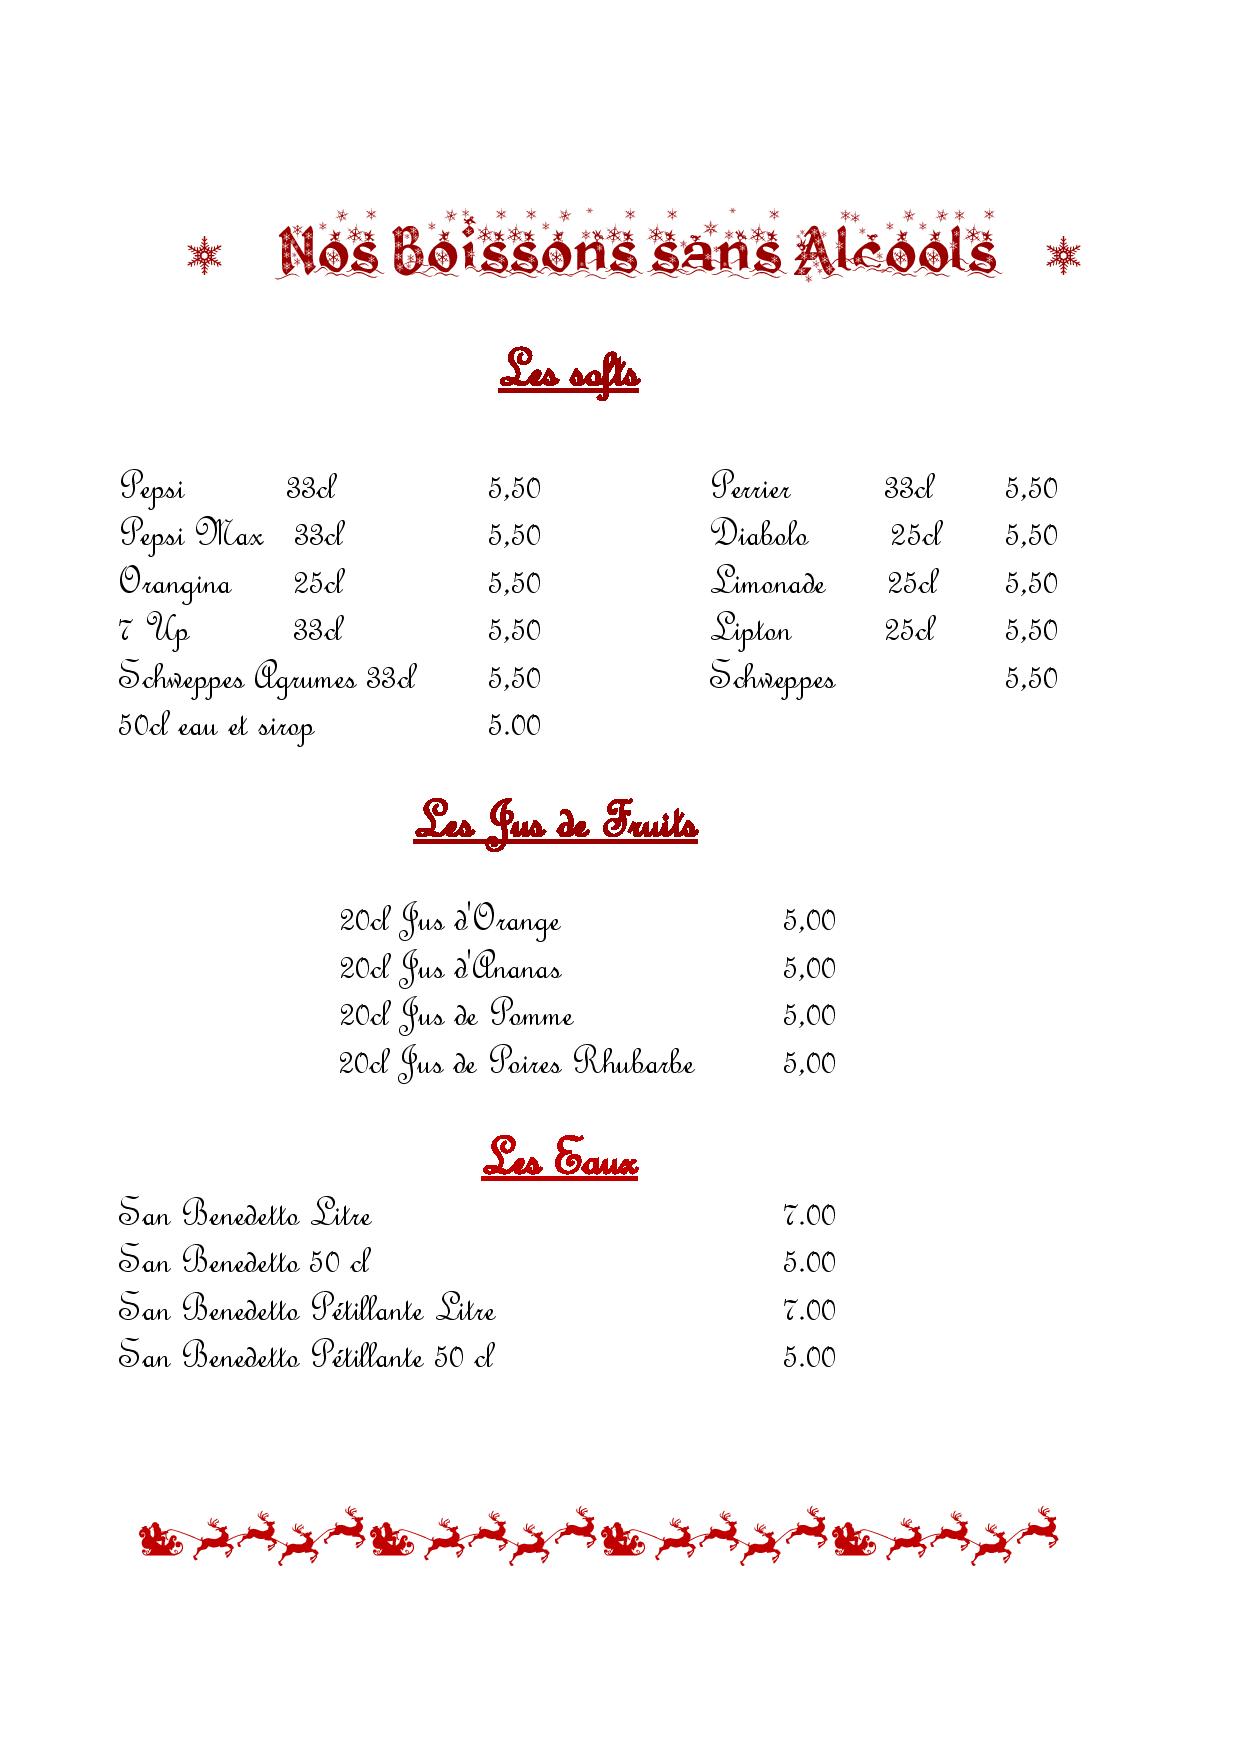 Nos Boissons sans Alcools
Les softs
Pepsi 33cl 5,50 Perrier 33cl 5,50
Pepsi Max 33cl 5,50 Diabolo 25cl 5,50
Orangina 25cl 5,50 Limonade 25cl 5,50
7 Up 33cl 5,50 Lipton 25cl 5,50
Schweppes Agrumes 33cl 5,50 Schweppes 5,50
50cl eau et sirop 5.00
Les Jus de Fruits
20cl Jus d'Orange 5,00
20cl Jus d'Ananas 5,00
20cl Jus de Pomme 5,00
20cl Jus de Poires Rhubarbe 5,00
Les Eaux
San Benedetto Litre 7.00
San Benedetto 50 cl 5.00
San Benedetto Pétillante Litre 7.00
San Benedetto Pétillante 50 cl 5.00